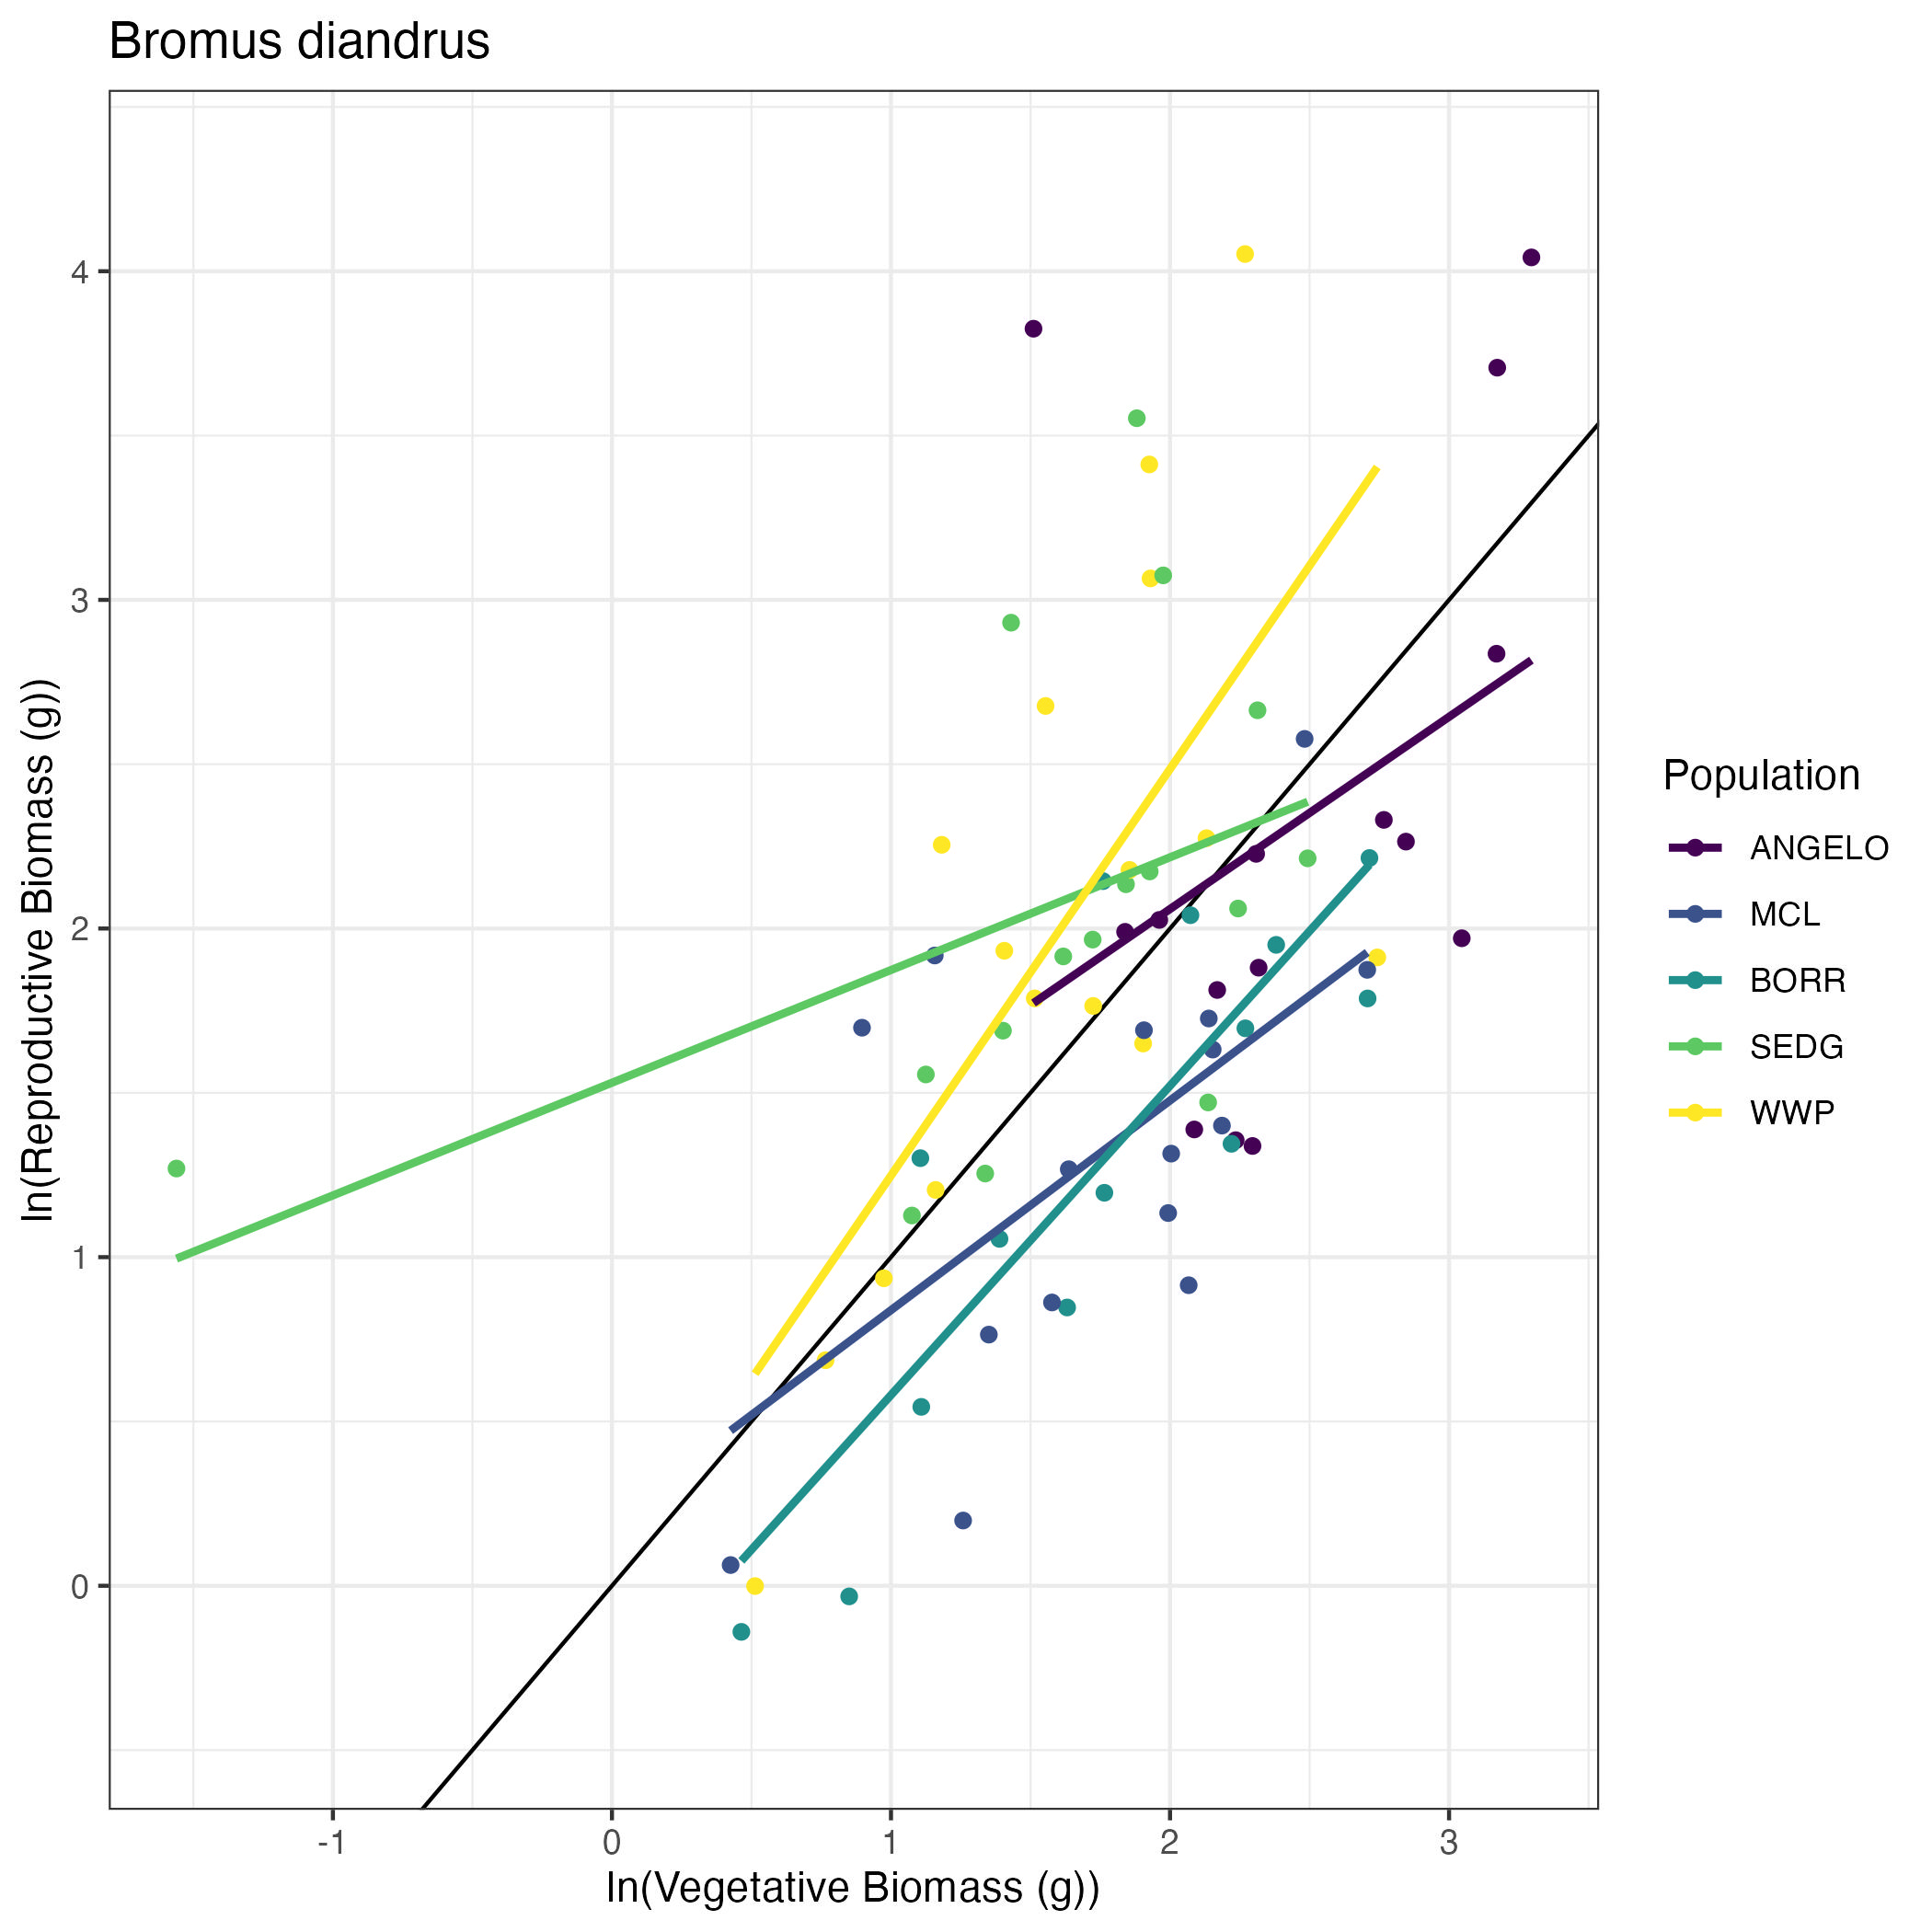 Bromus diandrus
ln(Reproductive Biomass (g))
4
3
2
1
0
-1 0 1 2 3
ln(Vegetative Biomass (g))
Population
ANGELO
MCL
BORR
SEDG
WWP